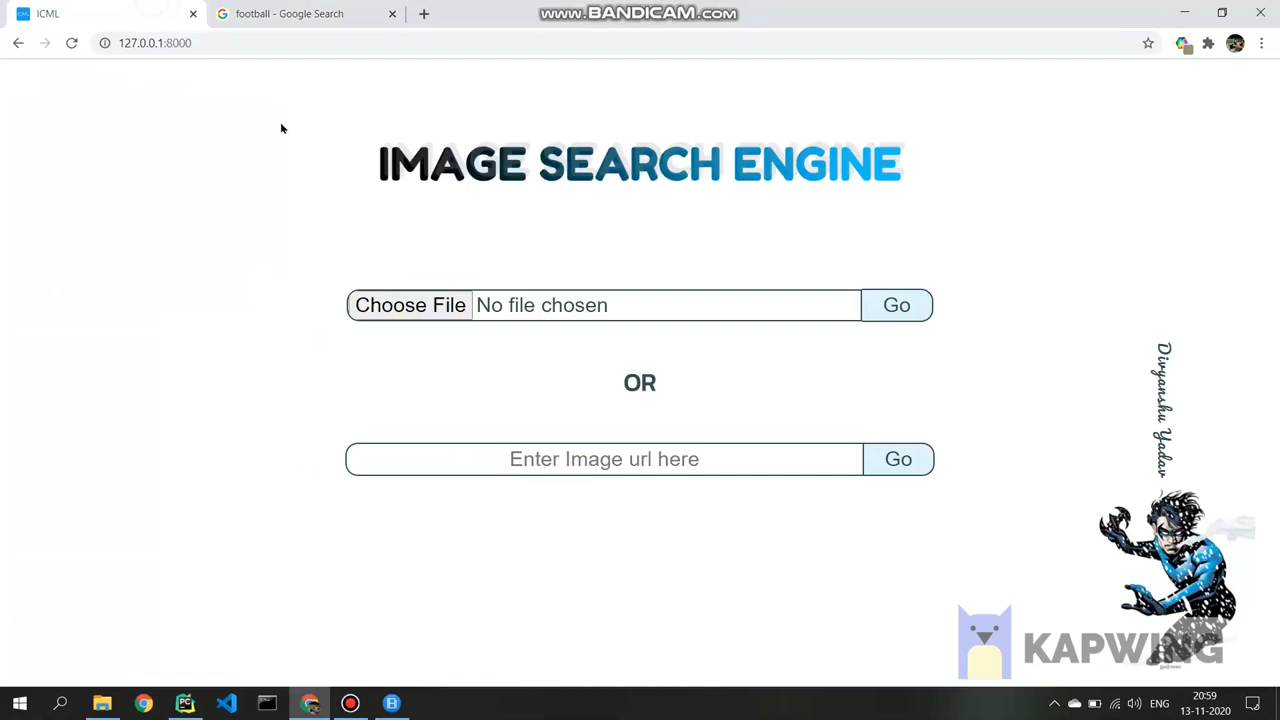 ICML
football - Google Search
www.BANDICAM.com
127.0.0.1:8000
IMAGE SEARCH ENGINE
Choose File No file chosen Go
OR
Enter Image url here Go
Divyanshu Yadav
KAPWING
ENG
20:59
13-11-2020